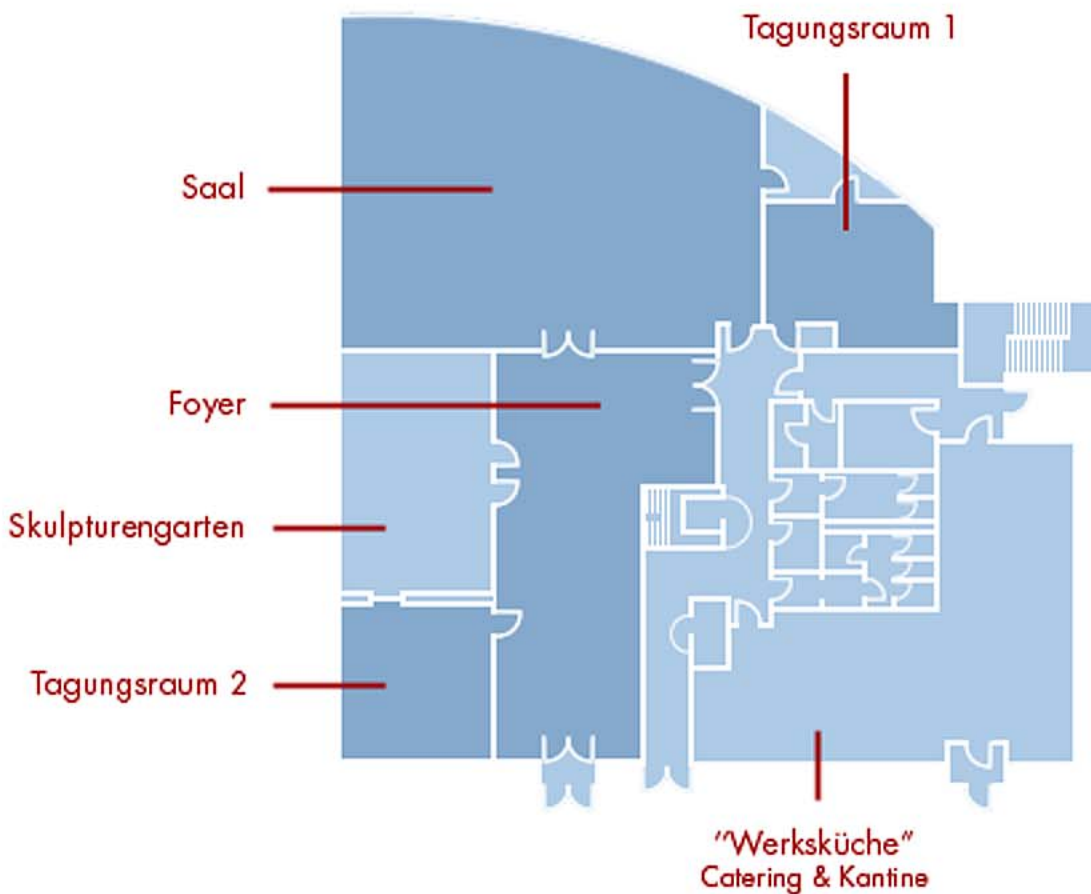 Tagungsraum 1
Saal
Foyer
Skulpturengarten
Tagungsraum 2
"Werksküche"
Catering & Kantine